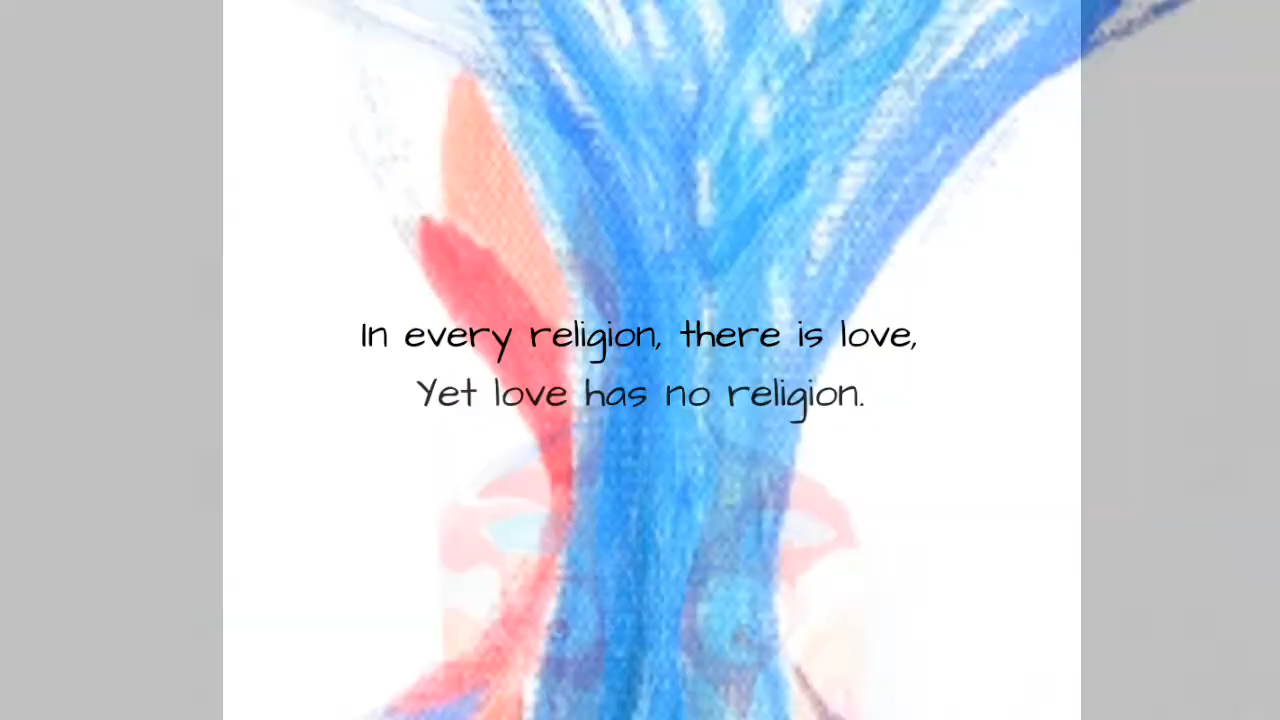 In every religion, there is love,
Yet love has no religion.